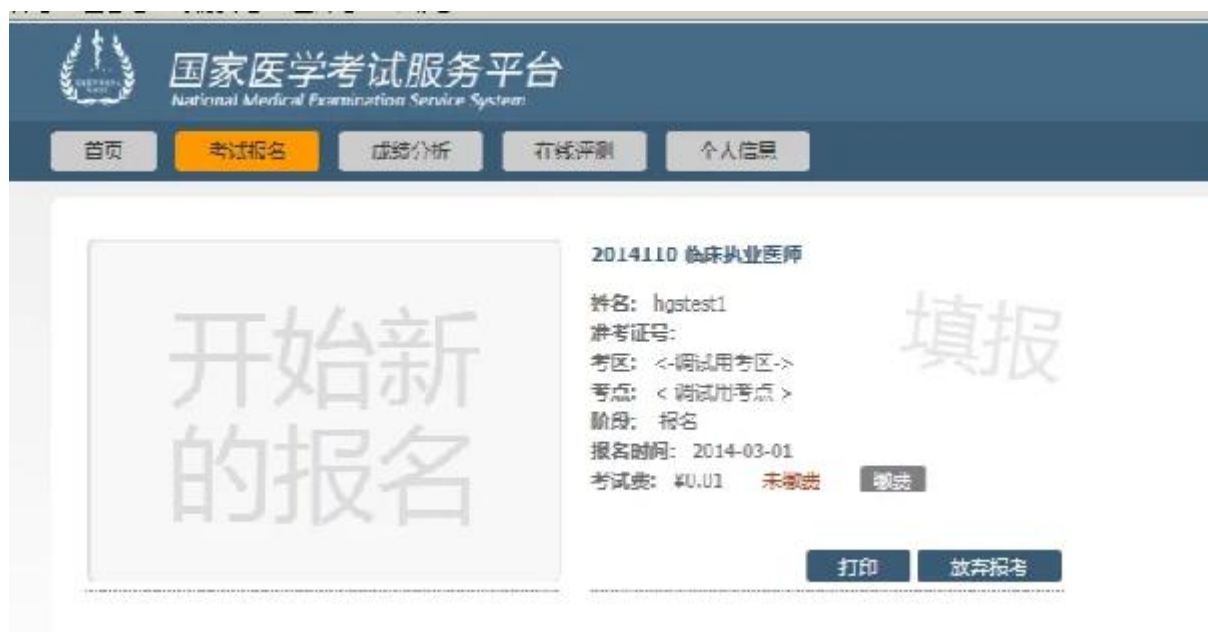 国家医学考试服务平台
National Medical Examination Service System
首页 考试报名 成绩分析 在线评测 个人信息
开始新
的报名
2014110 临床执业医师
姓名: hgstest1
准考证号:
考区: <-调试用考区->
考点: <-调试用考点->
阶段: 报名
报名时间: 2014-03-01
考试费: ¥0.01 未缴费 缴费
填报
打印 放弃报考